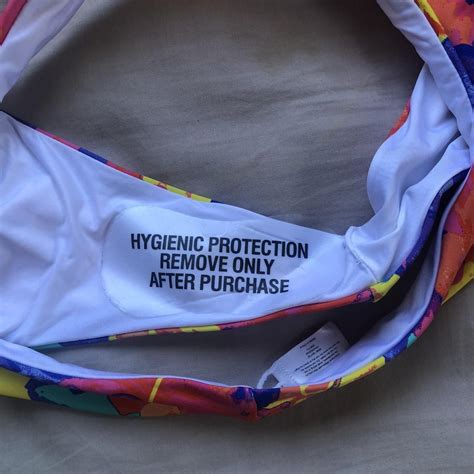 HYGIENIC PROTECTION
REMOVE ONLY
AFTER PURCHASE